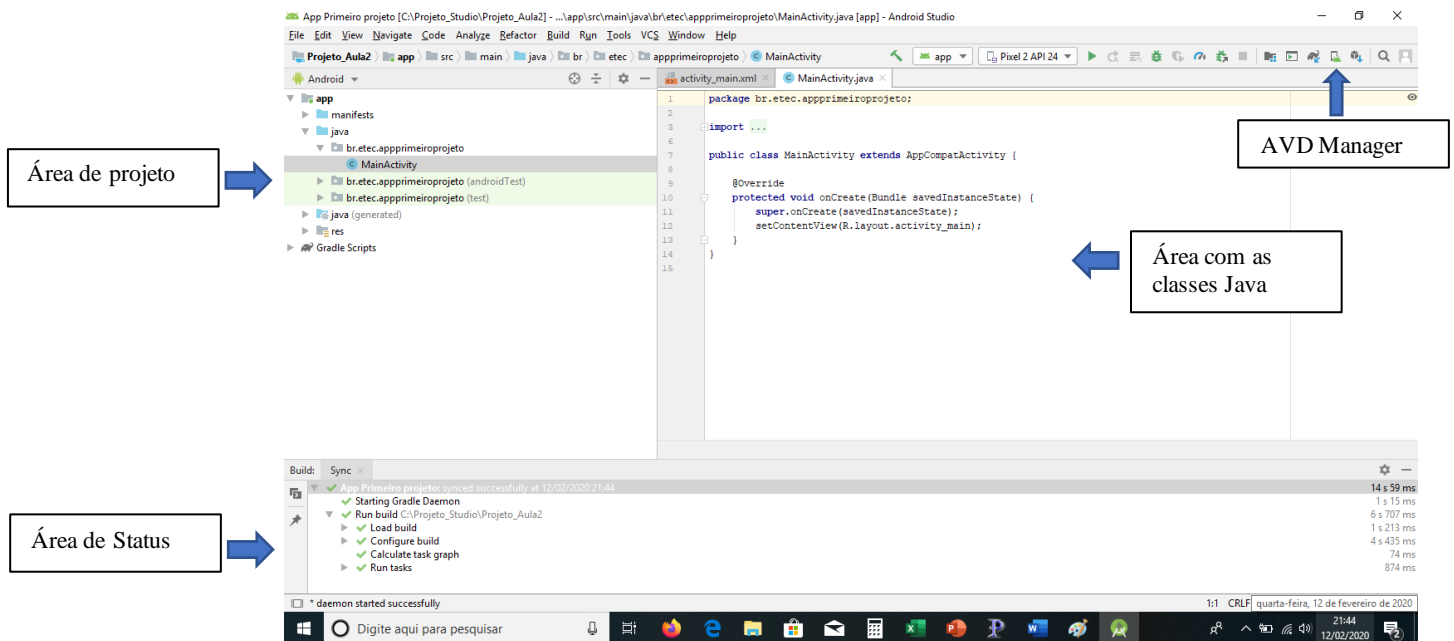 App Primeiro projeto [C:\Projeto_Studio\Projeto_Aula2] - ...\app\src\main\java\br\etec\appprimeiroprojeto\MainActivity.java [app] - Android Studio
File Edit View Navigate Code Analyze Refactor Build Run Tools VCS Window Help
Projeto_Aula2 app src main java br etec appprimeiroprojeto MainActivity app Pixel 2 API 24
Android
activity_main.xml MainActivity.java
app
manifests
java
br.etec.appprimeiroprojeto
MainActivity
br.etec.appprimeiroprojeto (androidTest)
br.etec.appprimeiroprojeto (test)
java (generated)
res
Gradle Scripts
1 package br.etec.appprimeiroprojeto;
2
3 import ...
6
7 public class MainActivity extends AppCompatActivity {
8
9 @Override
10 protected void onCreate(Bundle savedInstanceState) {
11 super.onCreate(savedInstanceState);
12 setContentView(R.layout.activity_main);
13 }
14 }
15
AVD Manager
Área de projeto
Área com as
classes Java
Build: Sync
App Primeiro projeto: synced successfully at 12/02/2020 21:44 14 s 59 ms
Starting Gradle Daemon 1 s 15 ms
Run build C:\Projeto_Studio\Projeto_Aula2 6 s 707 ms
Load build 1 s 213 ms
Configure build 4 s 435 ms
Calculate task graph 74 ms
Run tasks 874 ms
Área de Status
* daemon started successfully 1:1 CRLF quarta-feira, 12 de fevereiro de 2020
Digite aqui para pesquisar
21:44
12/02/2020